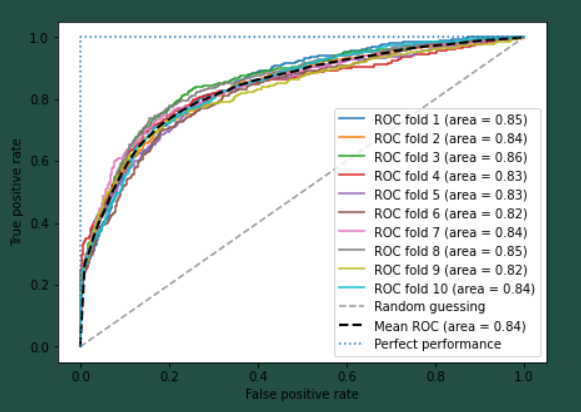 1.0
0.8
0.6
0.4
0.2
0.0
True positive rate
ROC fold 1 (area = 0.85)
ROC fold 2 (area = 0.84)
ROC fold 3 (area = 0.86)
ROC fold 4 (area = 0.83)
ROC fold 5 (area = 0.83)
ROC fold 6 (area = 0.82)
ROC fold 7 (area = 0.84)
ROC fold 8 (area = 0.85)
ROC fold 9 (area = 0.82)
ROC fold 10 (area = 0.84)
Random guessing
Mean ROC (area = 0.84)
Perfect performance
0.0 0.2 0.4 0.6 0.8 1.0
False positive rate